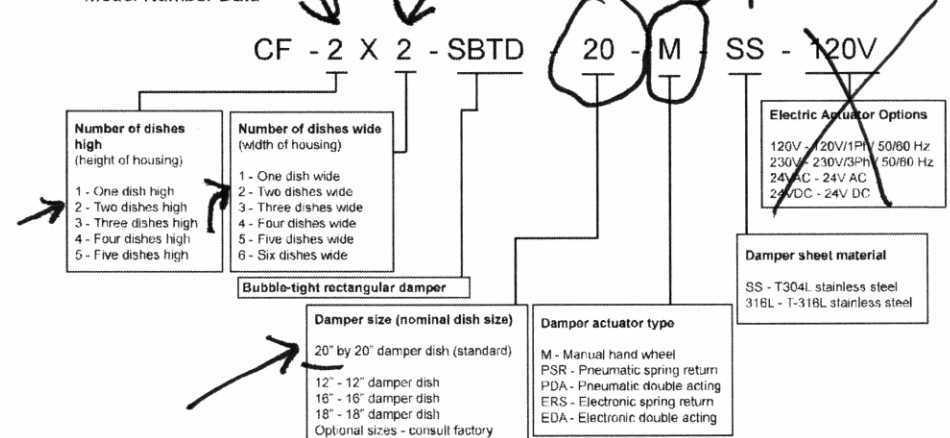 Model Number Data
CF - 2 X 2 - SBTD - 20 - M - SS - 120V
Number of dishes
high
(height of housing)
1 - One dish high
2 - Two dishes high
3 - Three dishes high
4 - Four dishes high
5 - Five dishes high
Number of dishes wide
(width of housing)
1 - One dish wide
2 - Two dishes wide
3 - Three dishes wide
4 - Four dishes wide
5 - Five dishes wide
6 - Six dishes wide
Electric Actuator Options
120V - 120V/1Ph/ 50/60 Hz
230V - 230V/3Ph/ 50/60 Hz
24VAC - 24V AC
24VDC - 24V DC
Damper sheet material
SS - T304L stainless steel
316L - T-316L stainless steel
Bubble-tight rectangular damper
Damper size (nominal dish size)
20" by 20" damper dish (standard)
12" - 12" damper dish
16" - 16" damper dish
18" - 18" damper dish
Optional sizes - consult factory
Damper actuator type
M - Manual hand wheel
PSR - Pneumatic spring return
PDA - Pneumatic double acting
ERS - Electronic spring return
EDA - Electronic double acting